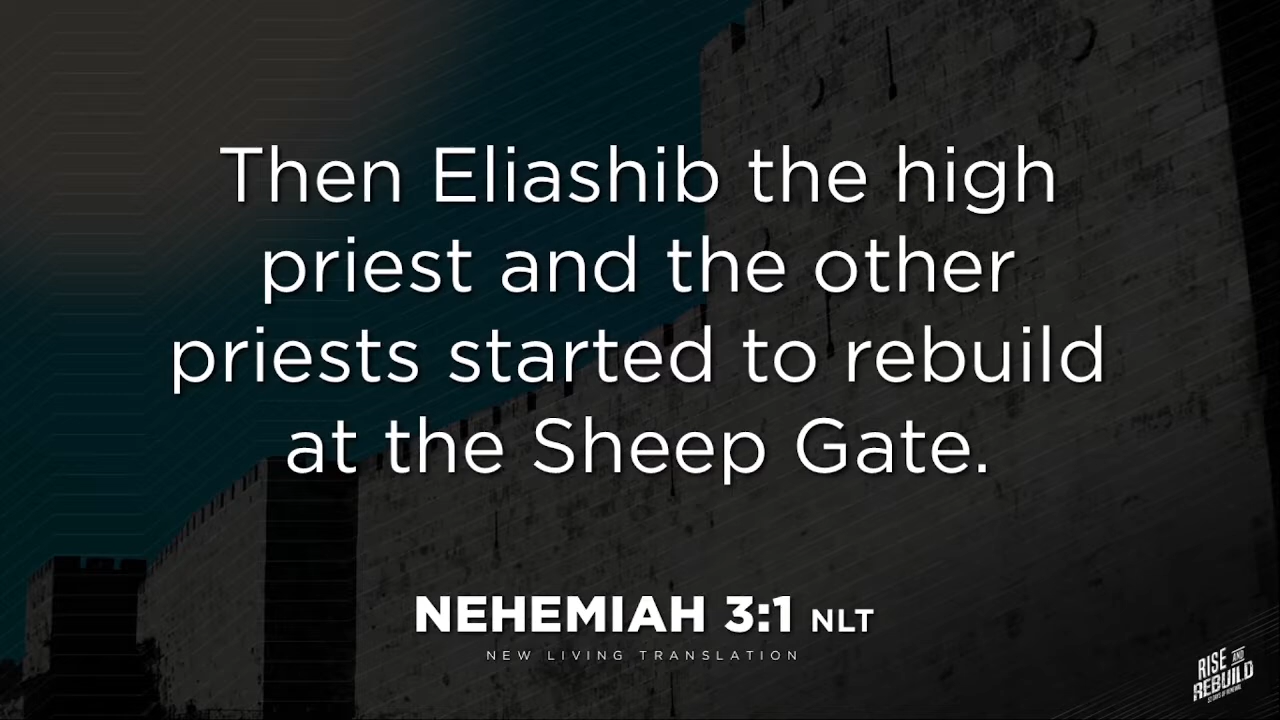 Then Eliashib the high
priest and the other
priests started to rebuild
at the Sheep Gate.
NEHEMIAH 3:1 NLT
NEW LIVING TRANSLATION
RISE AND
REBUILD